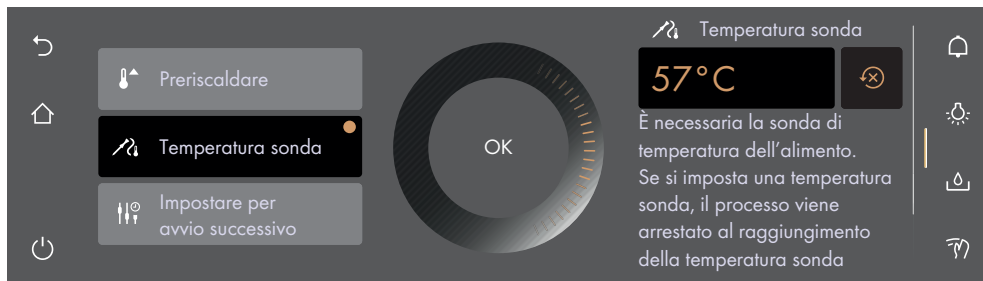 Preriscaldare
Temperatura sonda
Impostare per
avvio successivo
OK
Temperatura sonda
57°C
È necessaria la sonda di
temperatura dell'alimento.
Se si imposta una temperatura
sonda, il processo viene
arrestato al raggiungimento
della temperatura sonda